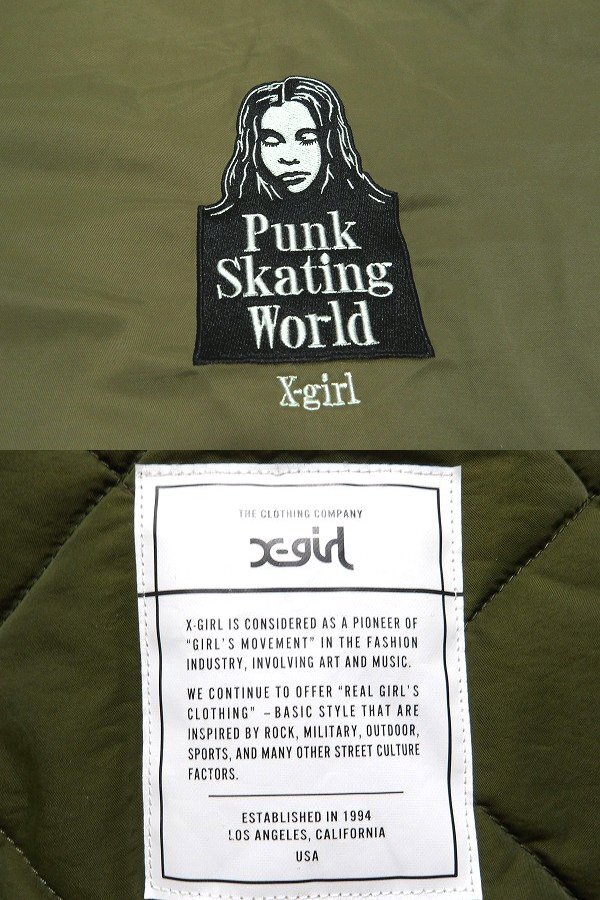 Punk
Skating
World
X-girl
THE CLOTHING COMPANY
x-girl
X-GIRL IS CONSIDERED AS A PIONEER OF
“GIRL'S MOVEMENT” IN THE FASHION
INDUSTRY, INVOLVING ART AND MUSIC.
WE CONTINUE TO OFFER “REAL GIRL'S
CLOTHING” –BASIC STYLE THAT ARE
INSPIRED BY ROCK, MILITARY, OUTDOOR,
SPORTS, AND MANY OTHER STREET CULTURE
FACTORS.
ESTABLISHED IN 1994
LOS ANGELES, CALIFORNIA
USA